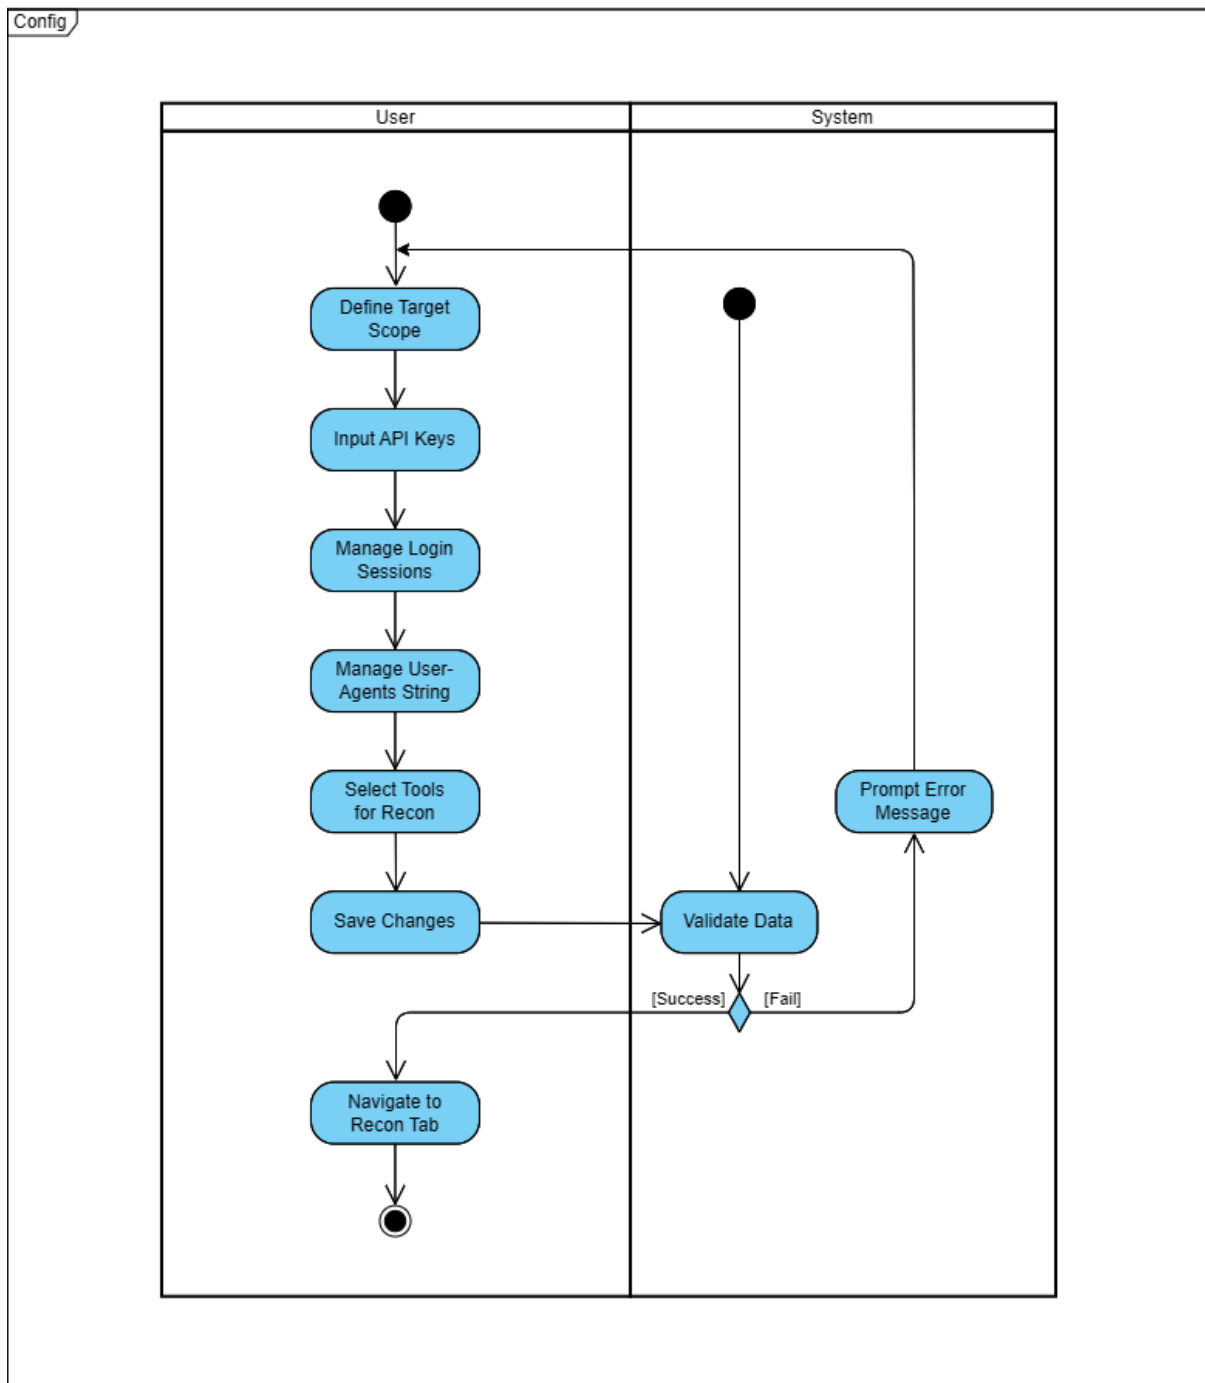 Config
User
System
Define Target
Scope
Input API Keys
Manage Login
Sessions
Manage User-
Agents String
Select Tools
for Recon
Prompt Error
Message
Save Changes
Validate Data
[Success]
[Fail]
Navigate to
Recon Tab